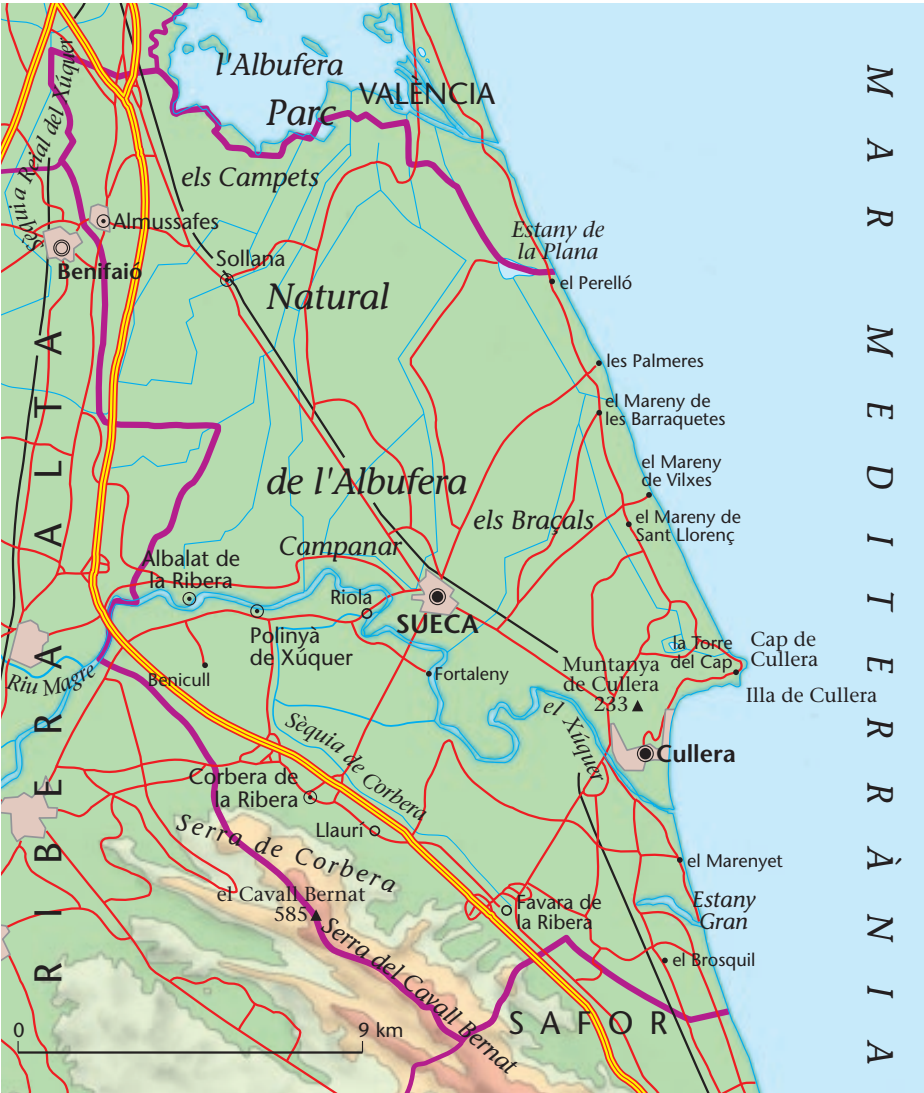 l'Albufera
Parc
VALÈNCIA
els Campets
Sèquia Reial del Xúquer
Almussafes
Benifaió
Sollana
Estany de
la Plana
el Perelló
Natural
les Palmeres
el Mareny de
les Barraquetes
de l'Albufera
el Mareny
de Vilxes
els Braçals
el Mareny de
Sant Llorenç
Campanar
Albalat de
la Ribera
Riola
SUECA
Polinyà
de Xúquer
Benicull
Fortaleny
Riu Magre
la Torre
del Cap
Cap de
Cullera
Illa de Cullera
Muntanya
de Cullera
233
el Xúquer
Cullera
Sèquia de Corbera
Corbera de
la Ribera
Llaurí
Serra de Corbera
el Cavall Bernat
585
Serra del Cavall Bernat
el Marenyet
Estany
Gran
Favara de
la Ribera
el Brosquil
SAFOR
RIBERA ALTA
MAR MEDITERRÀNIA
0 9 km